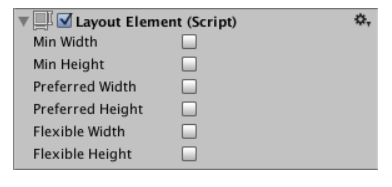 Layout Element (Script)
Min Width
Min Height
Preferred Width
Preferred Height
Flexible Width
Flexible Height